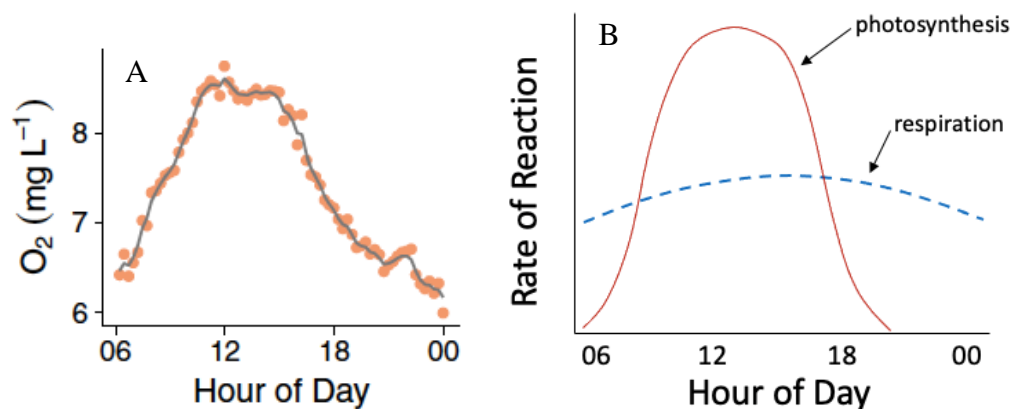 A
8
7
6
O₂ (mg L⁻¹)
06 12 18 00
Hour of Day
B
photosynthesis
respiration
Rate of Reaction
06 12 18 00
Hour of Day